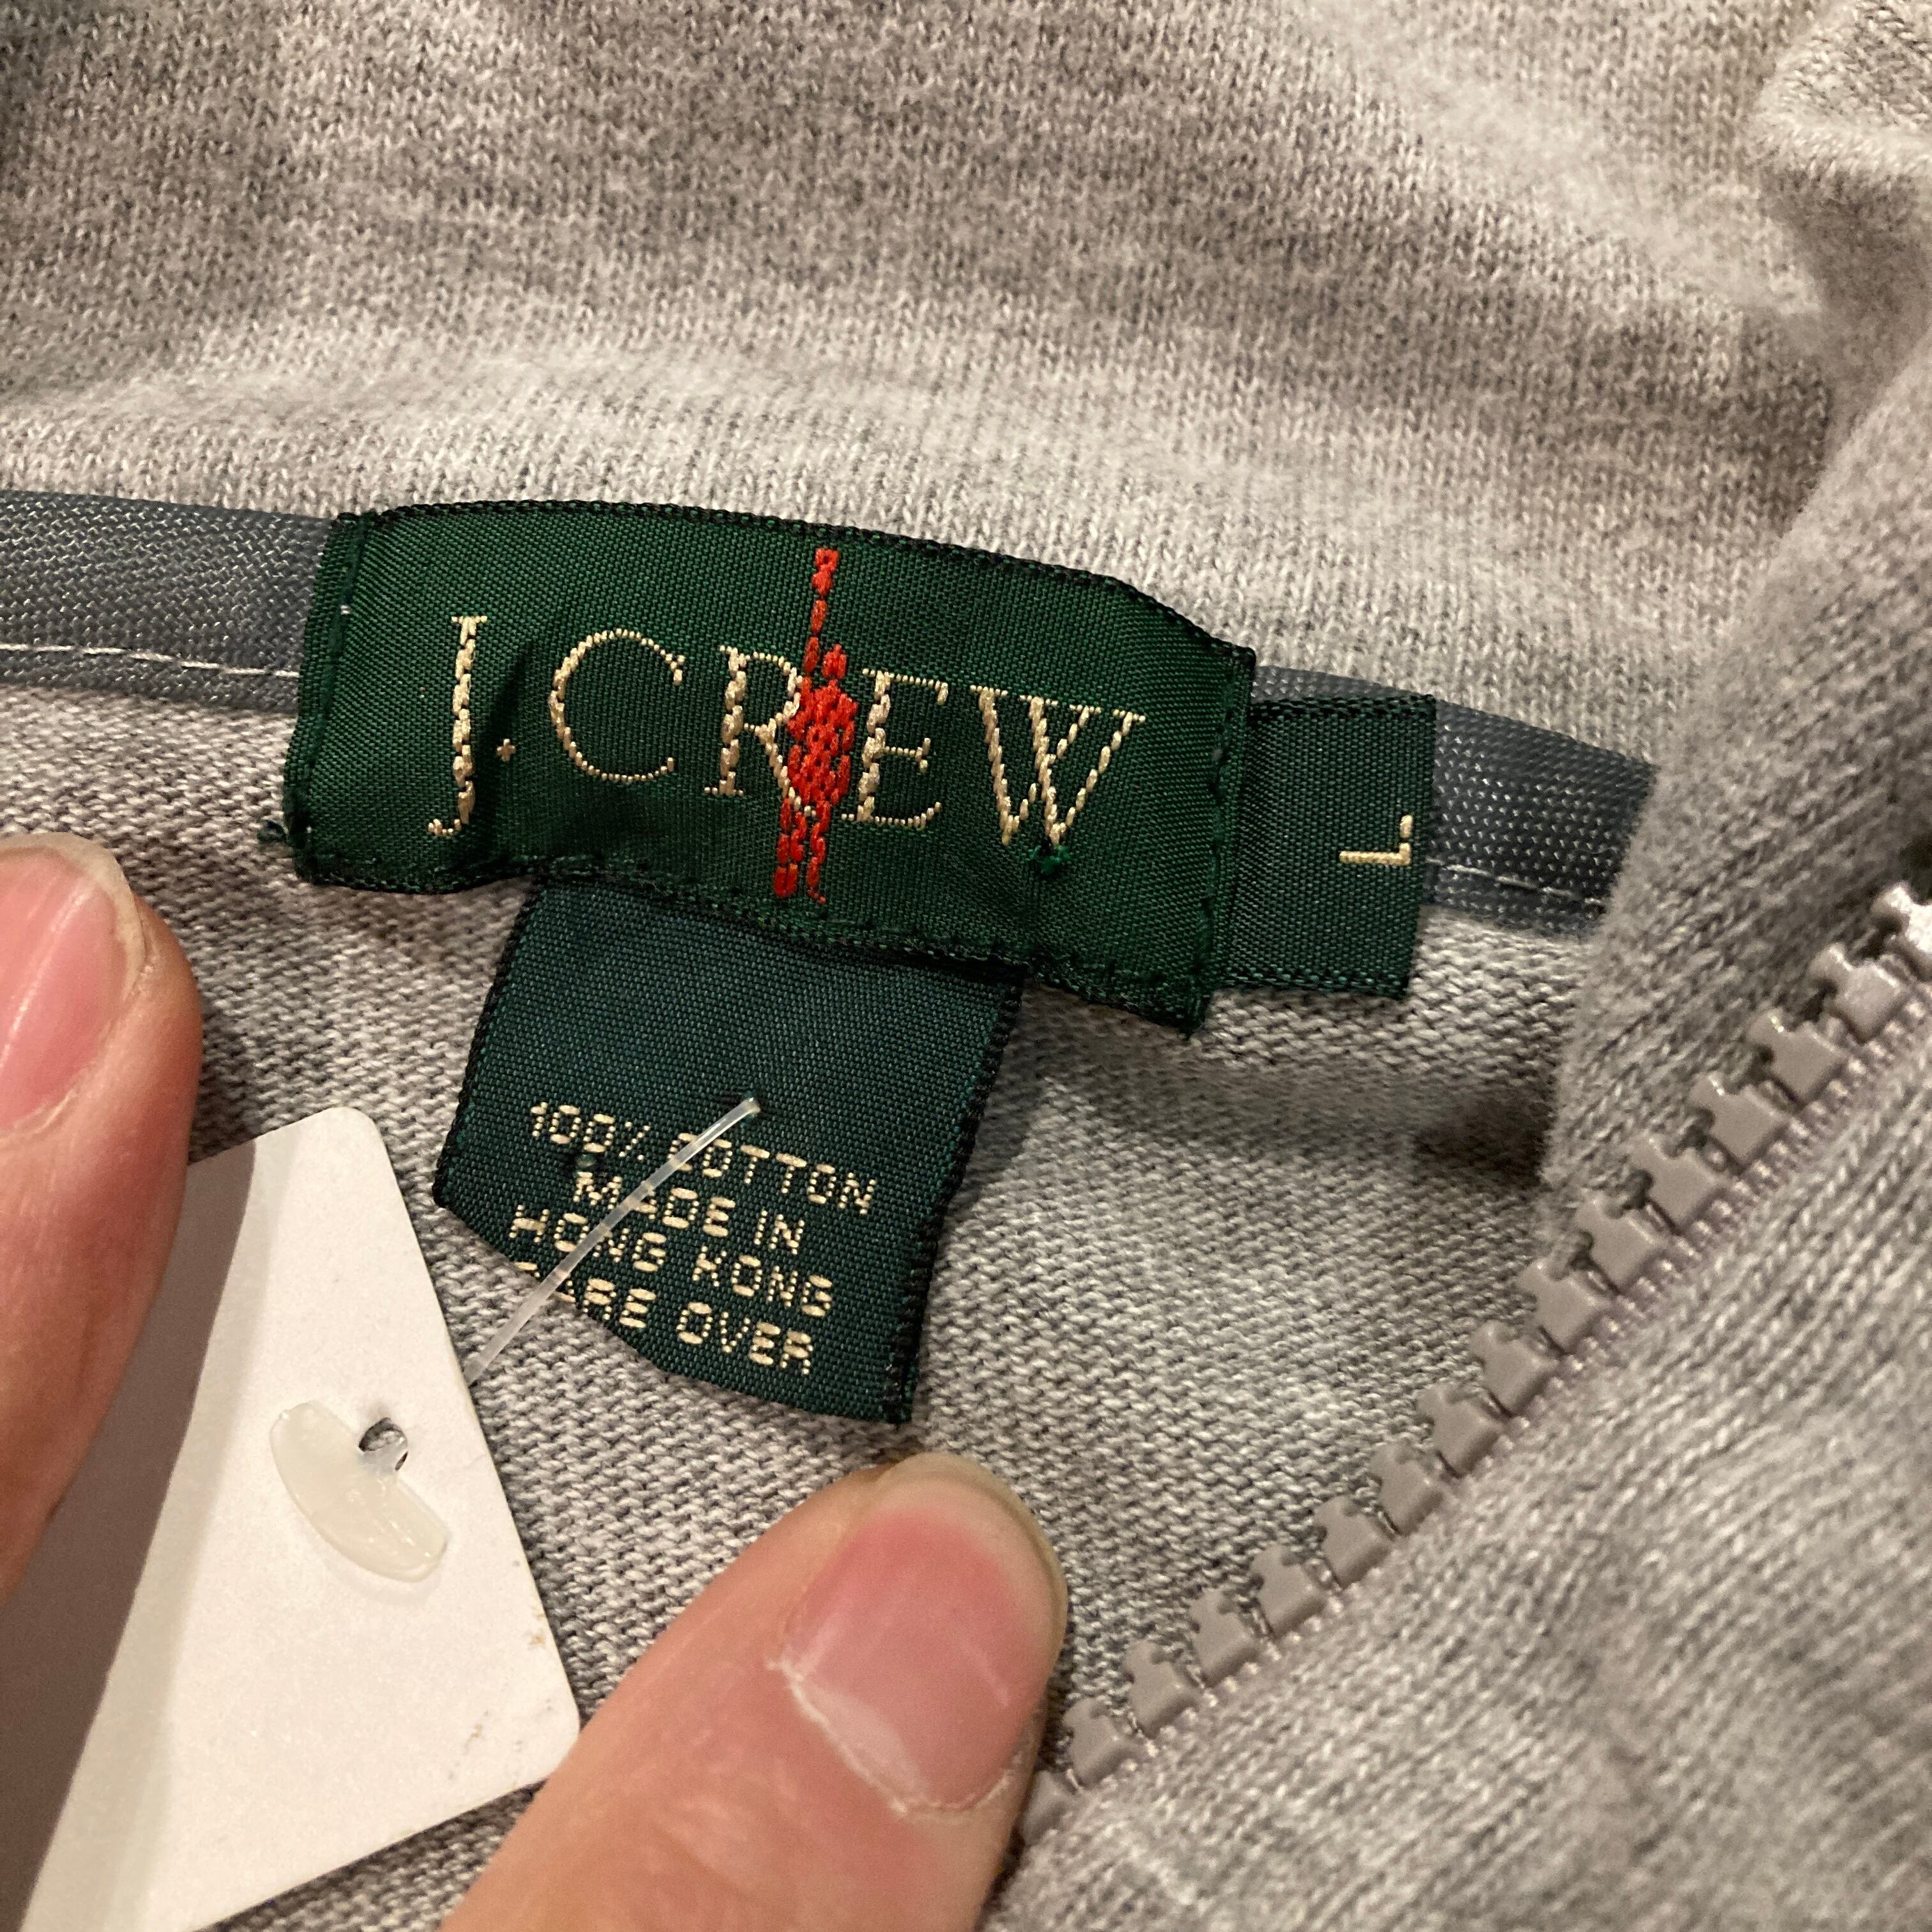 J.CREW
L
100% COTTON
MADE IN
HONG KONG
CARE OVER